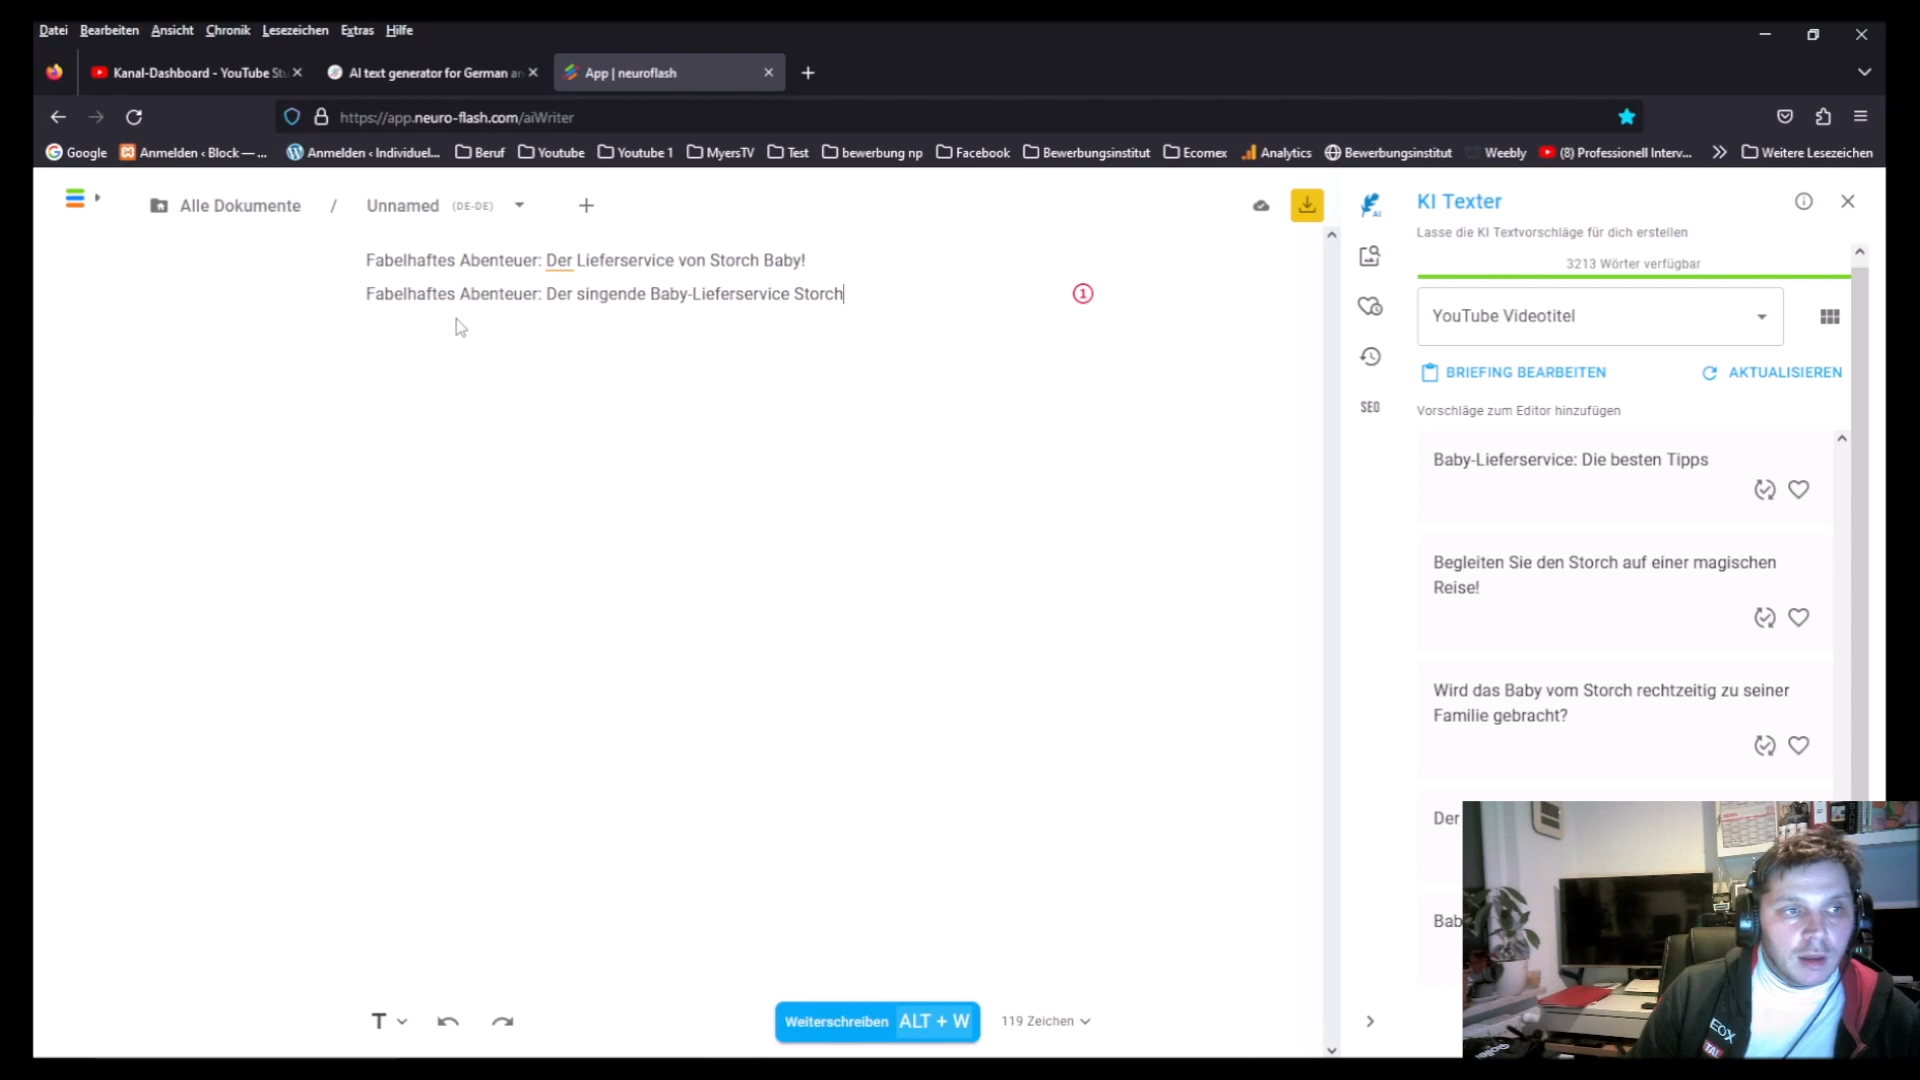 Datei Bearbeiten Ansicht Chronik Lesezeichen Extras Hilfe
Kanal-Dashboard - YouTube Stu
AI text generator for German an
App | neuroflash
https://app.neuro-flash.com/aiWriter
Google Anmelden ‹ Block — ... Anmelden ‹ Individuel... Beruf Youtube Youtube 1 MyersTV Test bewerbung np Facebook Bewerbungsinstitut Ecomex Analytics Bewerbungsinstitut Weebly (8) Professionell Interv... Weitere Lesezeichen
Alle Dokumente / Unnamed (DE-DE)
Fabelhaftes Abenteuer: Der Lieferservice von Storch Baby!
Fabelhaftes Abenteuer: Der singende Baby-Lieferservice Storch
1
Weiterschreiben ALT + W
119 Zeichen
AI
SEO
KI Texter
Lasse die KI Textvorschläge für dich erstellen
3213 Wörter verfügbar
YouTube Videotitel
BRIEFING BEARBEITEN AKTUALISIEREN
Vorschläge zum Editor hinzufügen
Baby-Lieferservice: Die besten Tipps
Begleiten Sie den Storch auf einer magischen
Reise!
Wird das Baby vom Storch rechtzeitig zu seiner
Familie gebracht?
Der
Bab